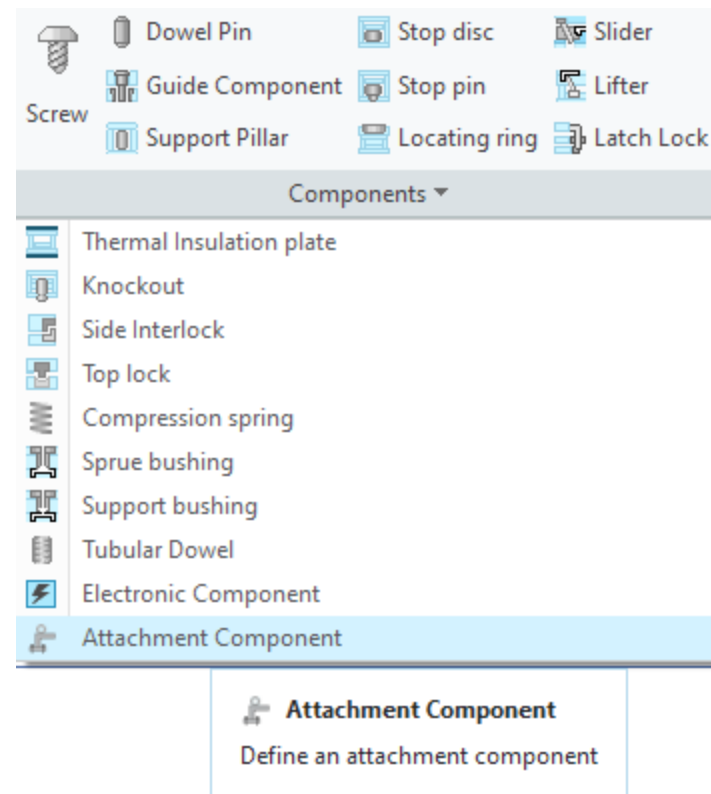 Screw
Dowel Pin
Guide Component
Support Pillar
Stop disc
Stop pin
Locating ring
Slider
Lifter
Latch Lock
Components
Thermal Insulation plate
Knockout
Side Interlock
Top lock
Compression spring
Sprue bushing
Support bushing
Tubular Dowel
Electronic Component
Attachment Component
Attachment Component
Define an attachment component